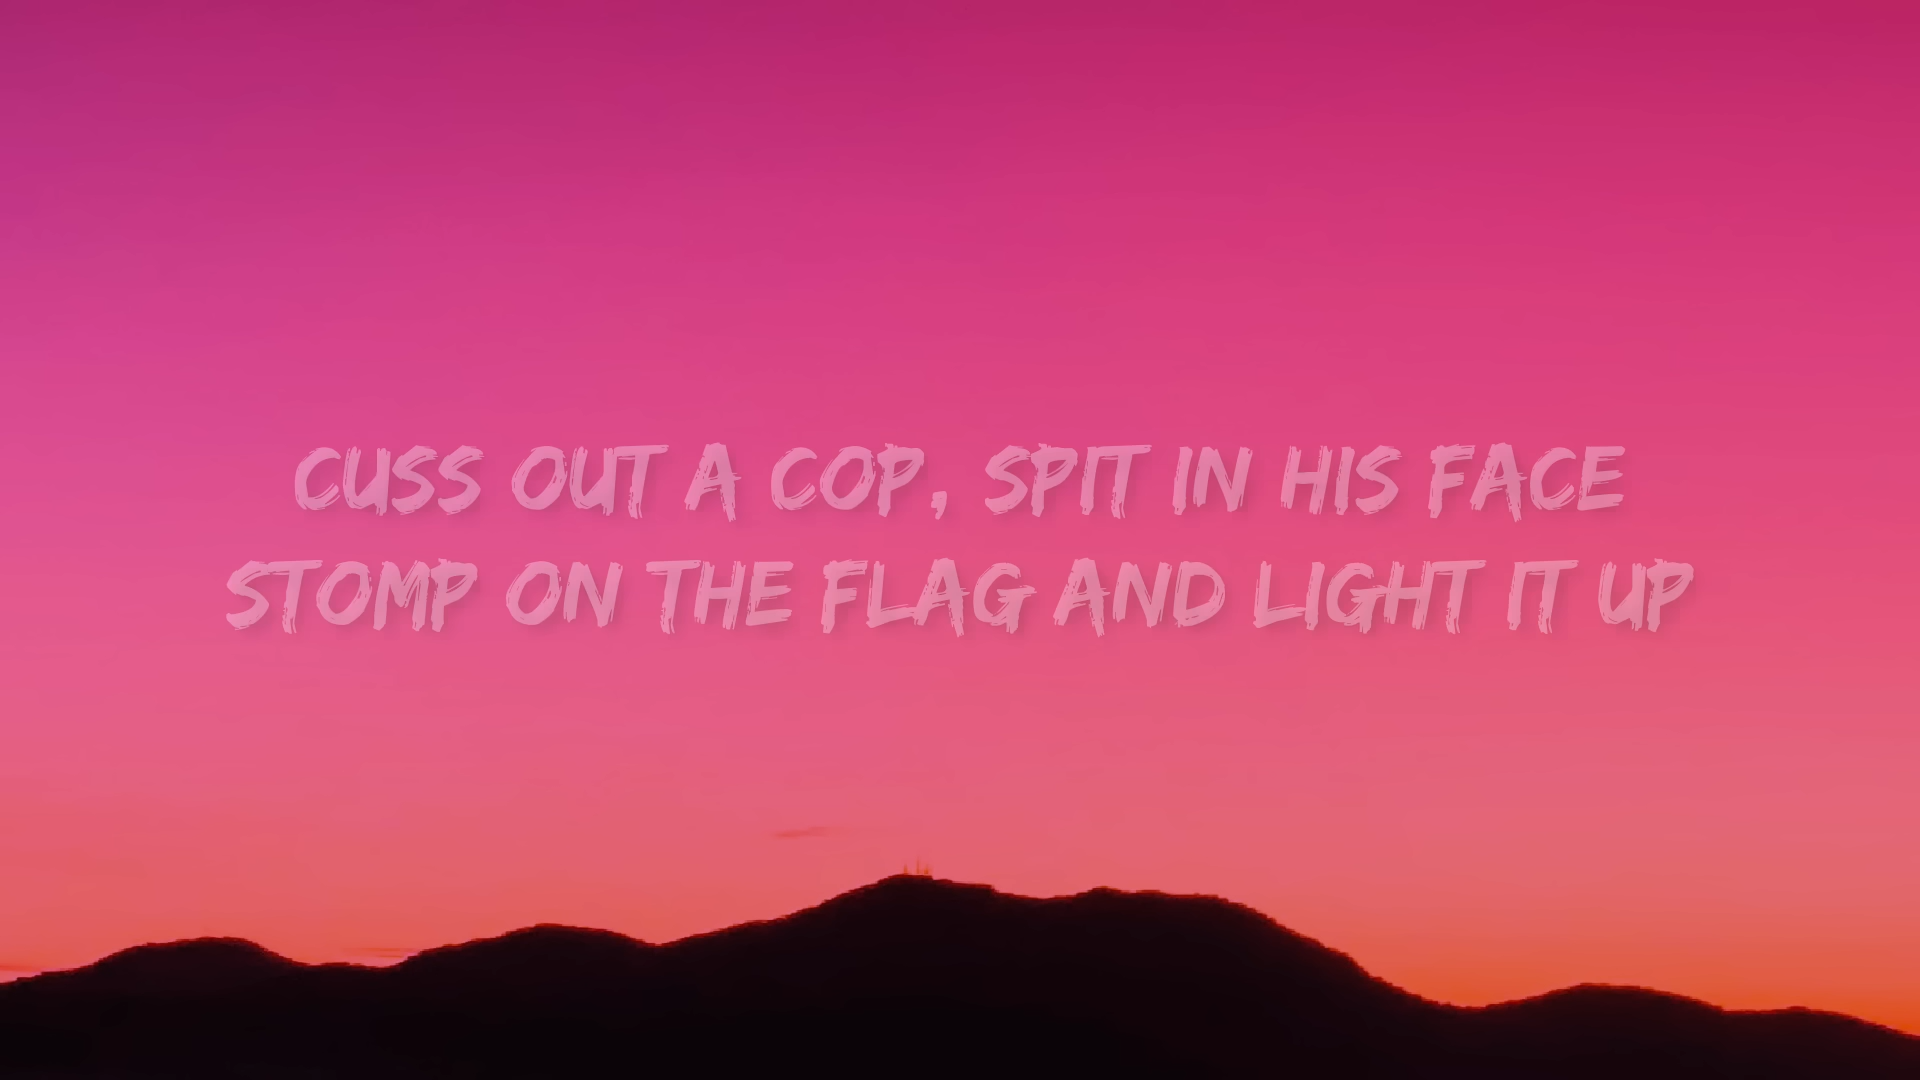 CUSS OUT A COP, SPIT IN HIS FACE
STOMP ON THE FLAG AND LIGHT IT UP